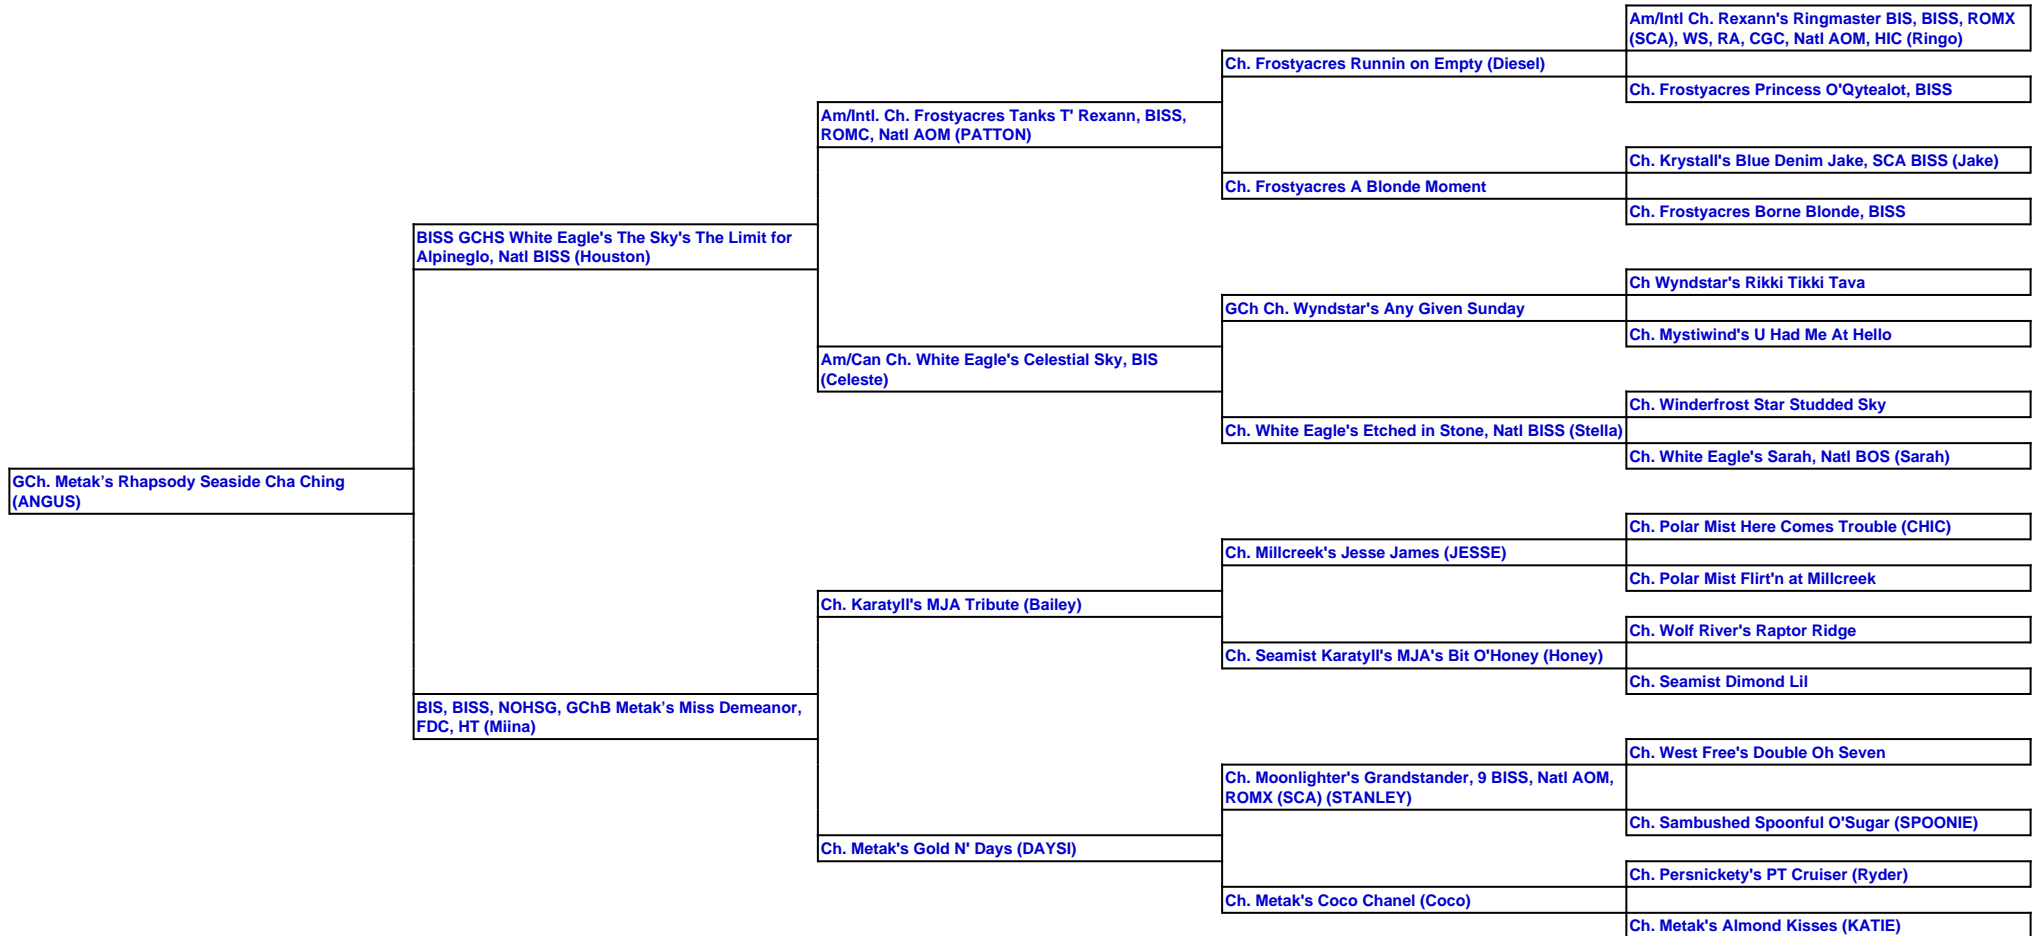 Am/Intl Ch. Rexann's Ringmaster BIS, BISS, ROMX
(SCA), WS, RA, CGC, Natl AOM, HIC (Ringo)
Ch. Frostyacres Runnin on Empty (Diesel)
Ch. Frostyacres Princess O'Qytealot, BISS
Am/Intl. Ch. Frostyacres Tanks T' Rexann, BISS,
ROMC, Natl AOM (PATTON)
Ch. Krystall's Blue Denim Jake, SCA BISS (Jake)
Ch. Frostyacres A Blonde Moment
Ch. Frostyacres Borne Blonde, BISS
BISS GCHS White Eagle's The Sky's The Limit for
Alpineglo, Natl BISS (Houston)
Ch Wyndstar's Rikki Tikki Tava
GCh Ch. Wyndstar's Any Given Sunday
Ch. Mystiwind's U Had Me At Hello
Am/Can Ch. White Eagle's Celestial Sky, BIS
(Celeste)
Ch. Winderfrost Star Studded Sky
Ch. White Eagle's Etched in Stone, Natl BISS (Stella)
Ch. White Eagle's Sarah, Natl BOS (Sarah)
GCh. Metak’s Rhapsody Seaside Cha Ching
(ANGUS)
Ch. Polar Mist Here Comes Trouble (CHIC)
Ch. Millcreek's Jesse James (JESSE)
Ch. Polar Mist Flirt'n at Millcreek
Ch. Karatyll's MJA Tribute (Bailey)
Ch. Wolf River's Raptor Ridge
Ch. Seamist Karatyll's MJA's Bit O'Honey (Honey)
Ch. Seamist Dimond Lil
BIS, BISS, NOHSG, GChB Metak’s Miss Demeanor,
FDC, HT (Miina)
Ch. West Free's Double Oh Seven
Ch. Moonlighter's Grandstander, 9 BISS, Natl AOM,
ROMX (SCA) (STANLEY)
Ch. Sambushed Spoonful O'Sugar (SPOONIE)
Ch. Metak's Gold N' Days (DAYSI)
Ch. Persnickety's PT Cruiser (Ryder)
Ch. Metak's Coco Chanel (Coco)
Ch. Metak's Almond Kisses (KATIE)